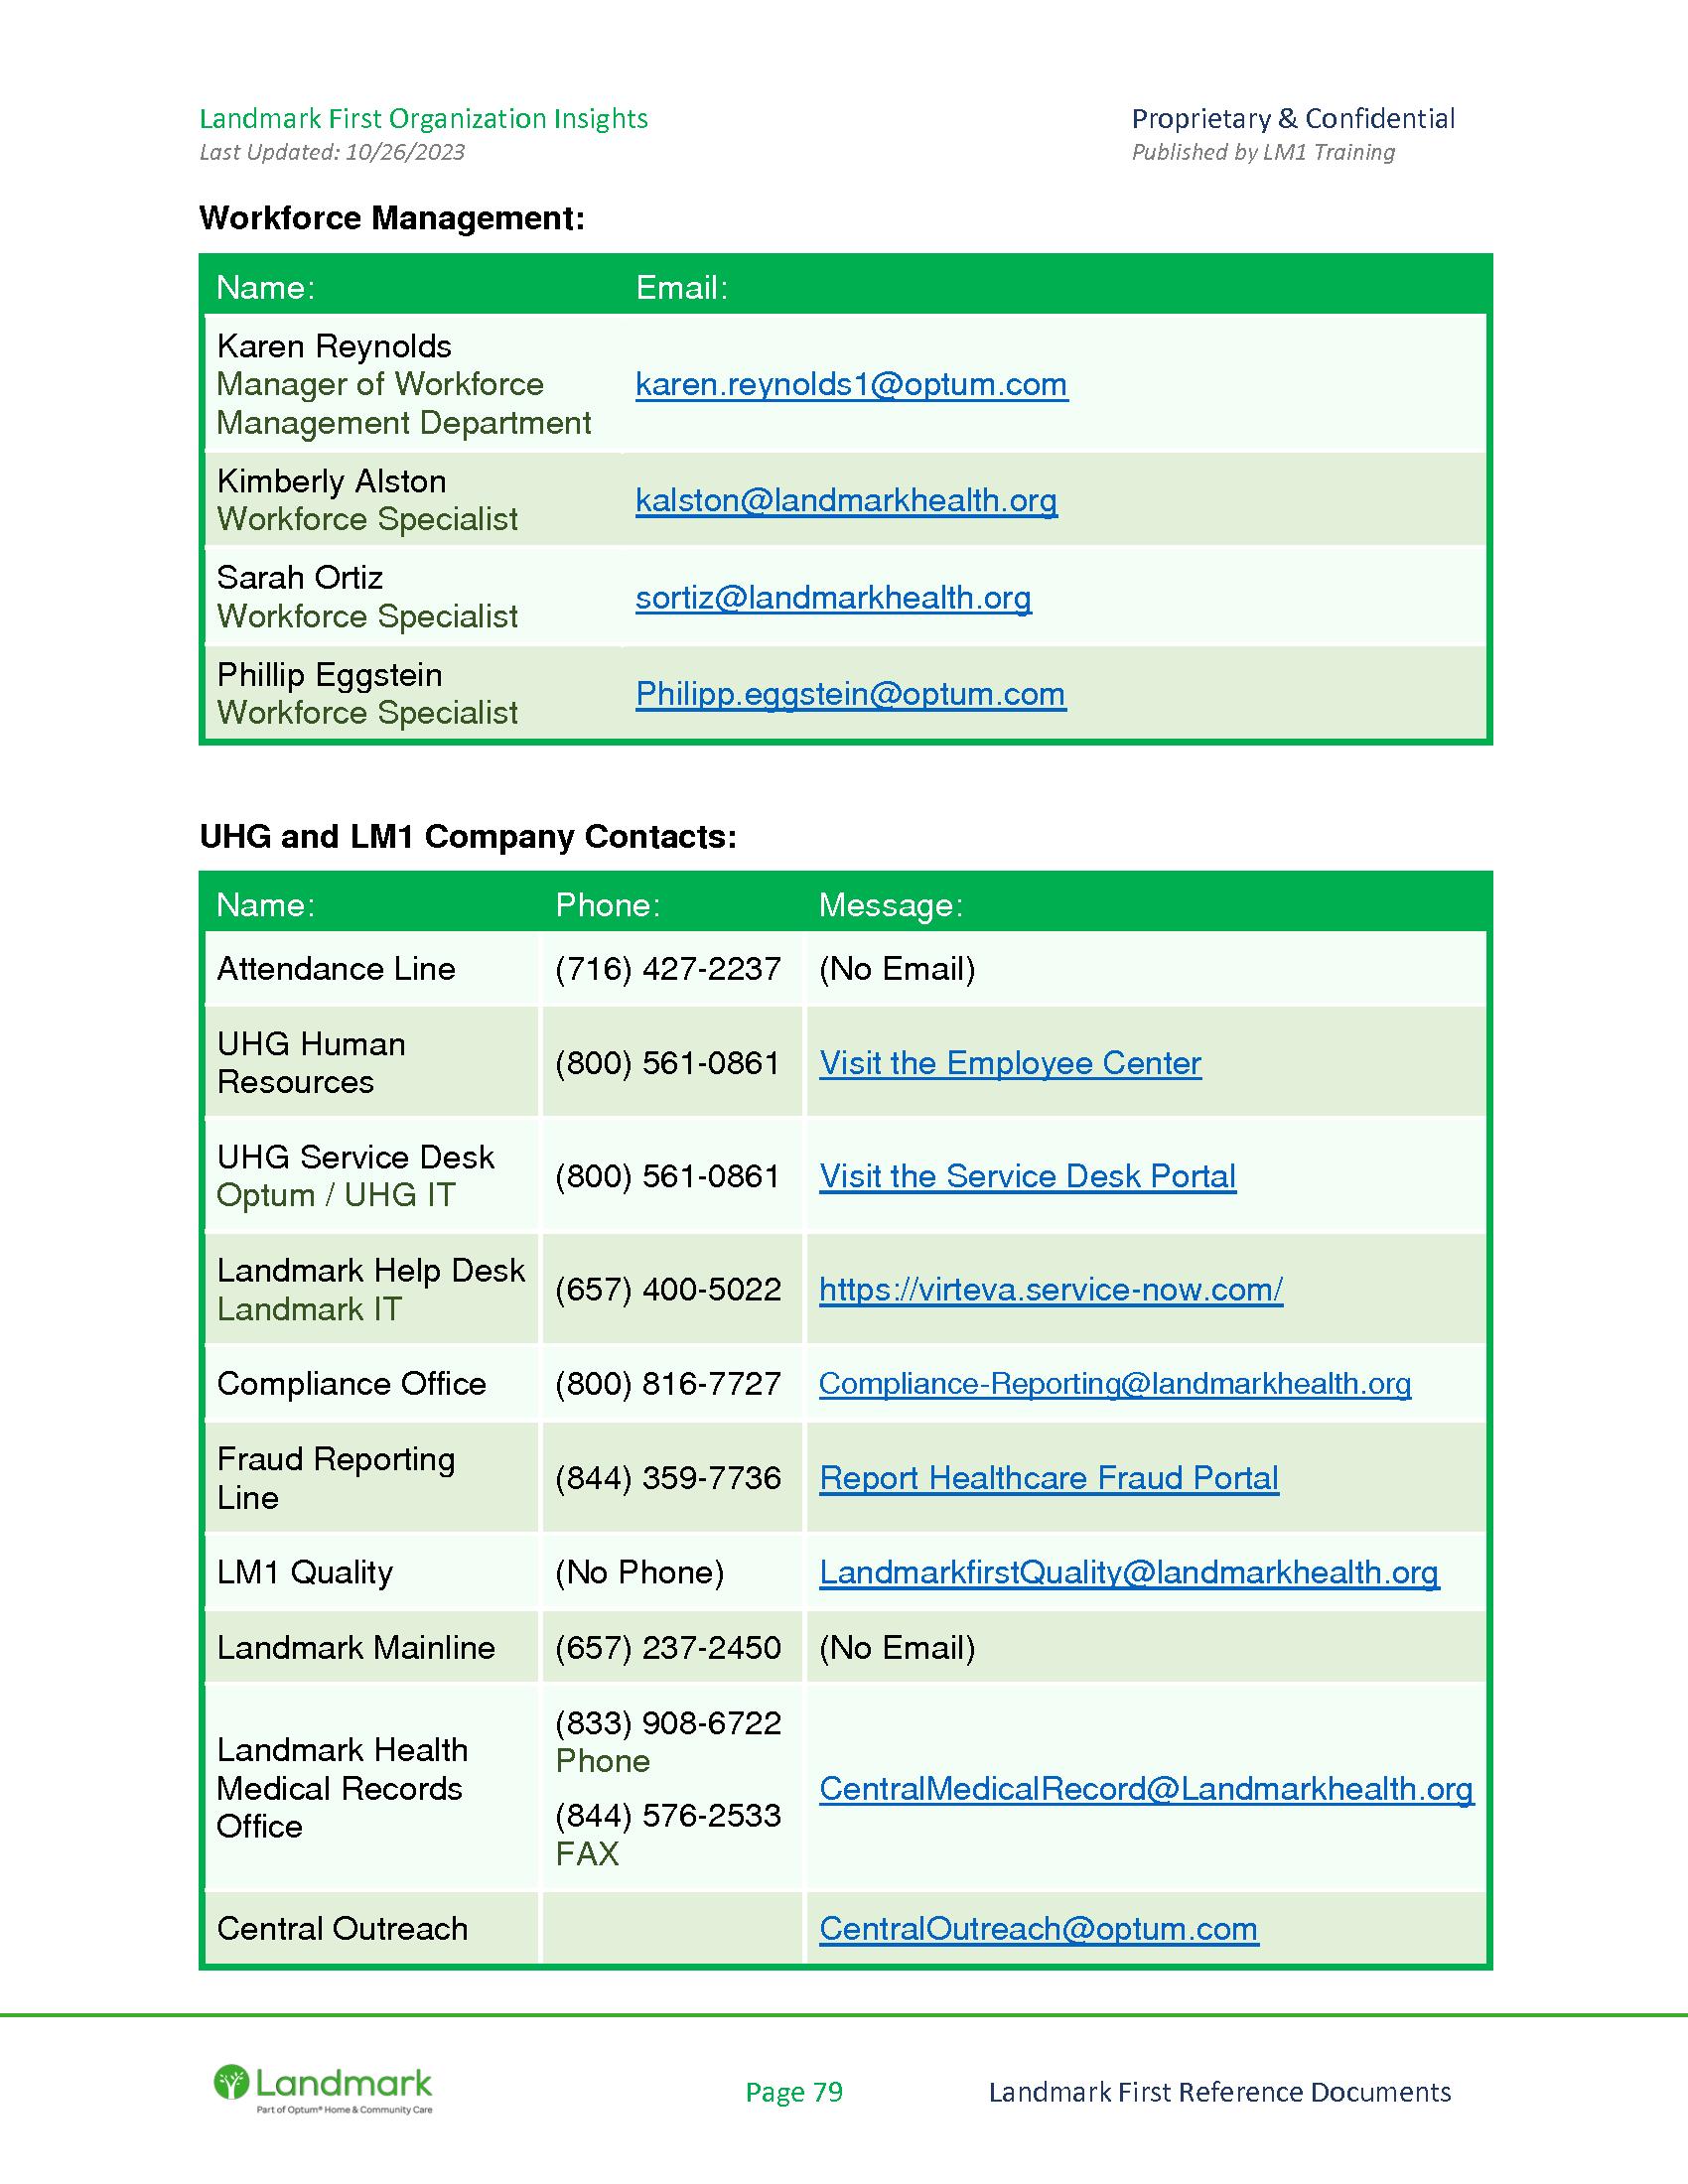 Landmark First Organization Insights
Proprietary & Confidential
Last Updated: 10/26/2023
Published by LM1 Training
Workforce Management:
Name: Email:
Karen Reynolds
Manager of Workforce
Management Department
karen.reynolds1@optum.com
Kimberly Alston
Workforce Specialist
kalston@landmarkhealth.org
Sarah Ortiz
Workforce Specialist
sortiz@landmarkhealth.org
Phillip Eggstein
Workforce Specialist
Philipp.eggstein@optum.com
UHG and LM1 Company Contacts:
Name: Phone: Message:
Attendance Line (716) 427-2237 (No Email)
UHG Human
Resources
(800) 561-0861 Visit the Employee Center
UHG Service Desk
Optum / UHG IT
(800) 561-0861 Visit the Service Desk Portal
Landmark Help Desk
Landmark IT
(657) 400-5022 https://virteva.service-now.com/
Compliance Office (800) 816-7727 Compliance-Reporting@landmarkhealth.org
Fraud Reporting
Line
(844) 359-7736 Report Healthcare Fraud Portal
LM1 Quality (No Phone) LandmarkfirstQuality@landmarkhealth.org
Landmark Mainline (657) 237-2450 (No Email)
Landmark Health
Medical Records
Office
(833) 908-6722
Phone
(844) 576-2533
FAX
CentralMedicalRecord@Landmarkhealth.org
Central Outreach CentralOutreach@optum.com
Landmark
Part of Optum® Home & Community Care
Page 79
Landmark First Reference Documents